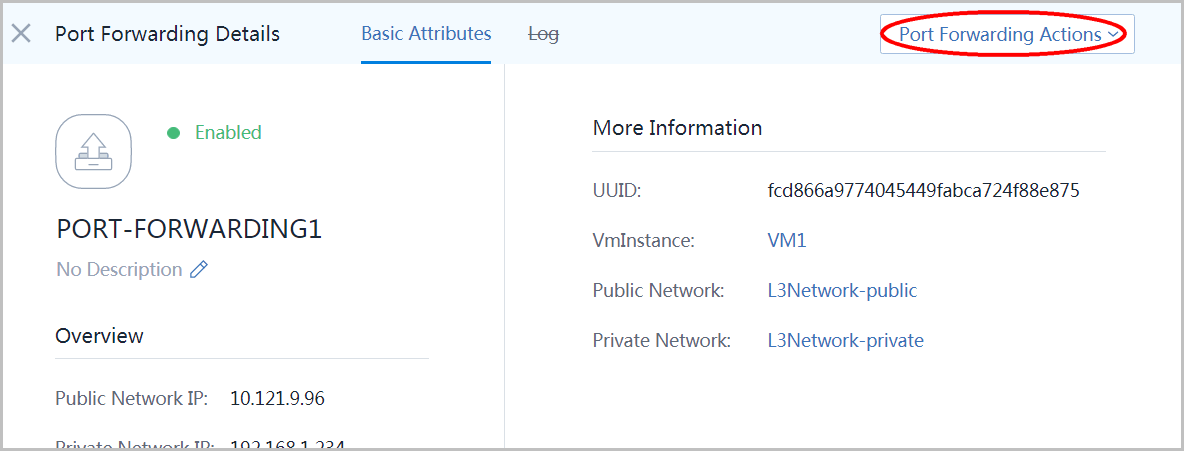 Port Forwarding Details
Basic Attributes
Log
Port Forwarding Actions
Enabled
PORT-FORWARDING1
No Description
Overview
Public Network IP: 10.121.9.96
Private Network IP: 192.168.1.234
More Information
UUID: fcd866a9774045449fabca724f88e875
VmInstance: VM1
Public Network: L3Network-public
Private Network: L3Network-private